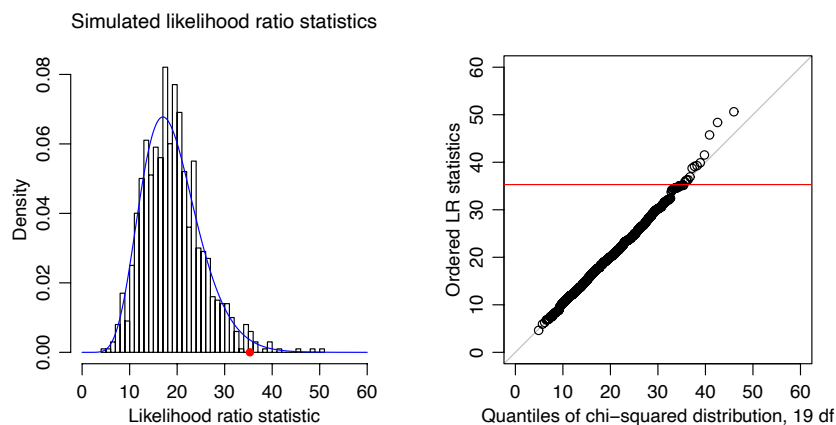 Simulated likelihood ratio statistics
Density
0.00 0.02 0.04 0.06 0.08
0 10 20 30 40 50 60
Likelihood ratio statistic
Ordered LR statistics
0 10 20 30 40 50 60
0 10 20 30 40 50 60
Quantiles of chi−squared distribution, 19 df